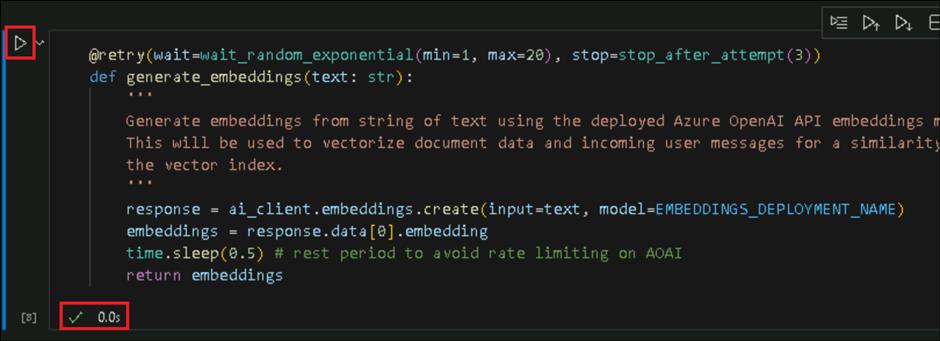 @retry(wait=wait_random_exponential(min=1, max=20), stop=stop_after_attempt(3))
def generate_embeddings(text: str):
    '''
    Generate embeddings from string of text using the deployed Azure OpenAI API embeddings
    This will be used to vectorize document data and incoming user messages for a similarity
    the vector index.
    '''
    response = ai_client.embeddings.create(input=text, model=EMBEDDINGS_DEPLOYMENT_NAME)
    embeddings = response.data[0].embedding
    time.sleep(0.5) # rest period to avoid rate limiting on AOAI
    return embeddings
[8] 0.0s